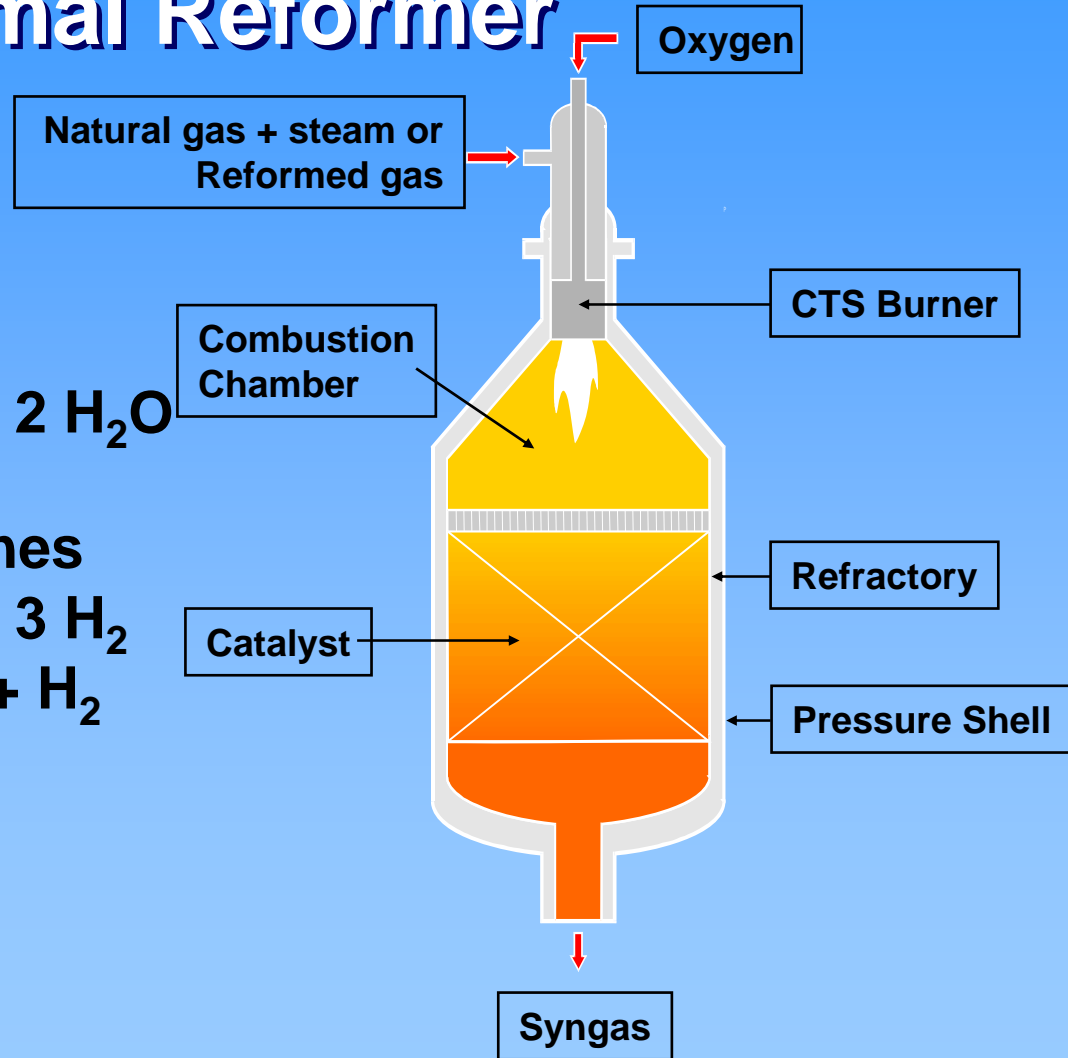 mal Reformer
Oxygen
Natural gas + steam or
Reformed gas
CTS Burner
Combustion
Chamber
2 H₂O
nes
Refractory
3 H₂
Catalyst
+ H₂
Pressure Shell
Syngas